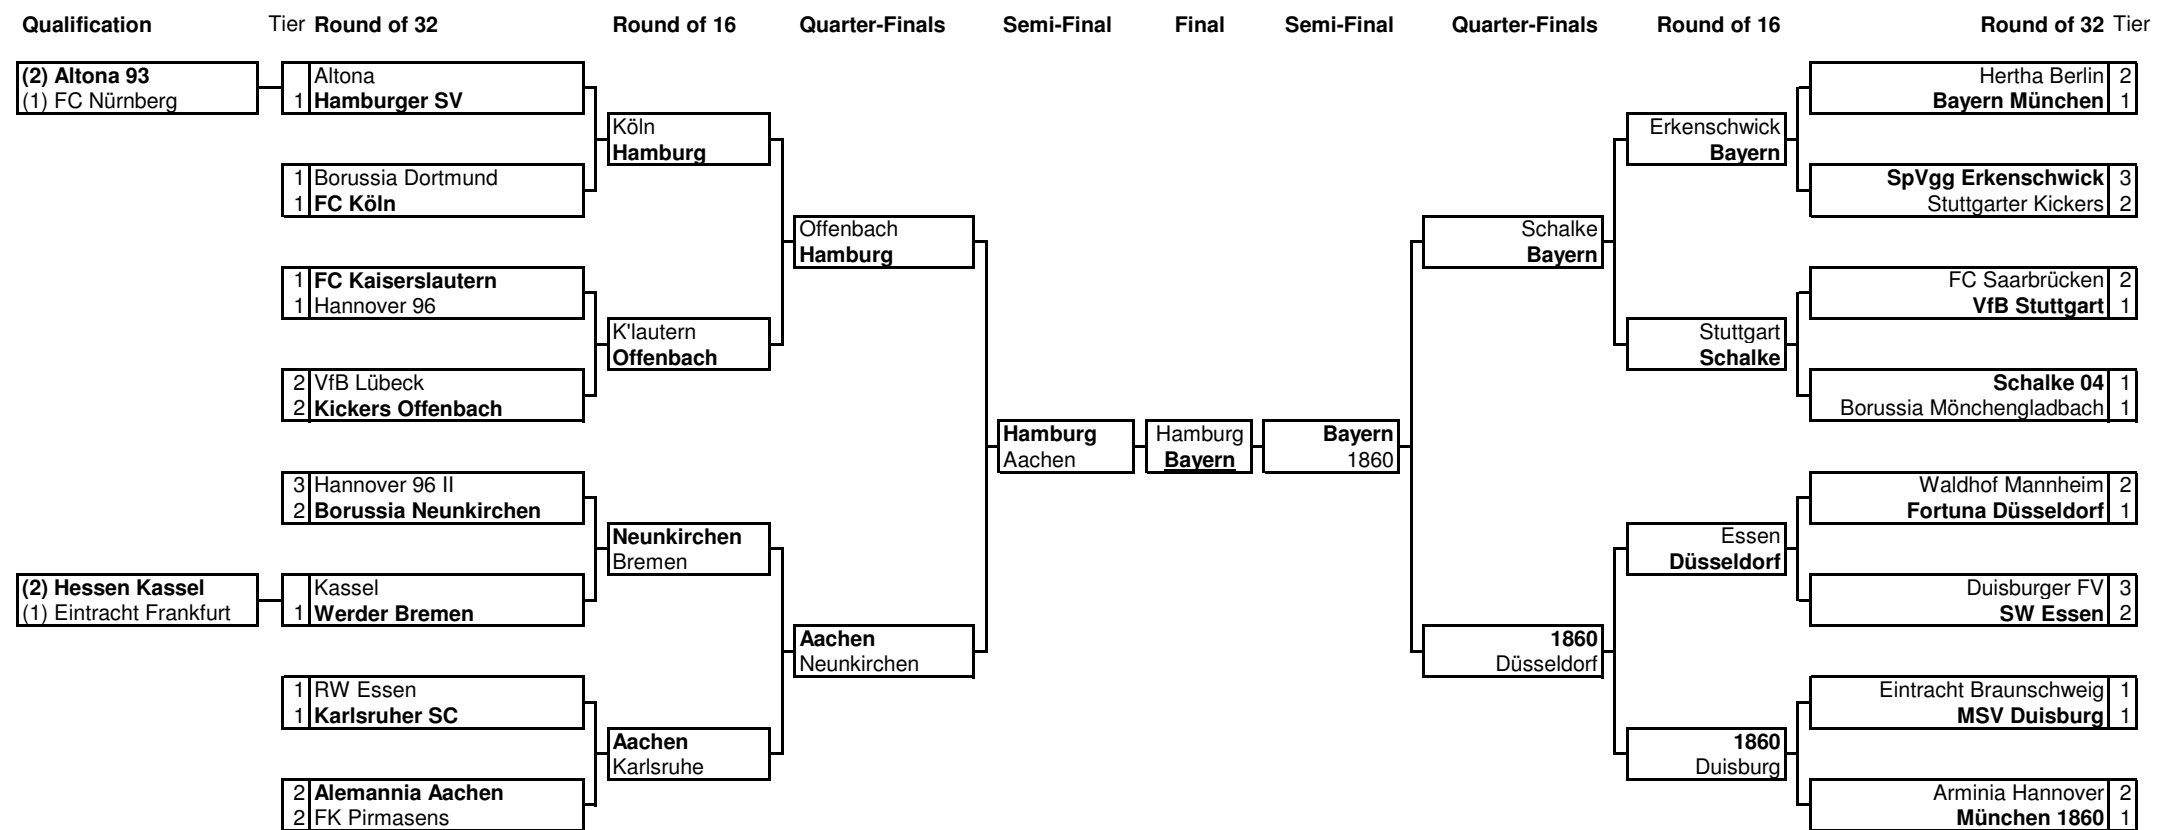 Qualification Tier Round of 32 Round of 16 Quarter-Finals Semi-Final Final Semi-Final Quarter-Finals Round of 16 Round of 32 Tier
(2) Altona 93
(1) FC Nürnberg
Altona
1 Hamburger SV
1 Borussia Dortmund
1 FC Köln
1 FC Kaiserslautern
1 Hannover 96
2 VfB Lübeck
2 Kickers Offenbach
3 Hannover 96 II
2 Borussia Neunkirchen
(2) Hessen Kassel
(1) Eintracht Frankfurt
Kassel
1 Werder Bremen
1 RW Essen
1 Karlsruher SC
2 Alemannia Aachen
2 FK Pirmasens
Köln
Hamburg
K'lautern
Offenbach
Neunkirchen
Bremen
Aachen
Karlsruhe
Offenbach
Hamburg
Aachen
Neunkirchen
Hamburg
Aachen
Hamburg
Bayern
Bayern
1860
Schalke
Bayern
1860
Düsseldorf
Erkenschwick
Bayern
Stuttgart
Schalke
Essen
Düsseldorf
1860
Duisburg
Hertha Berlin 2
Bayern München 1
SpVgg Erkenschwick 3
Stuttgarter Kickers 2
FC Saarbrücken 2
VfB Stuttgart 1
Schalke 04 1
Borussia Mönchengladbach 1
Waldhof Mannheim 2
Fortuna Düsseldorf 1
Duisburger FV 3
SW Essen 2
Eintracht Braunschweig 1
MSV Duisburg 1
Arminia Hannover 2
München 1860 1